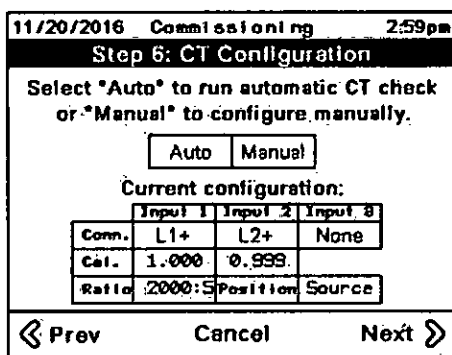 11/20/2016 Commissioning 2:59pm
Step 6: CT Configuration
Select "Auto" to run automatic CT check
or "Manual" to configure manually.
Auto Manual
Current configuration:
Input 1 Input 2 Input 3
Conn. L1+ L2+ None
Cal. 1.000 0.999
Ratio 2000:5 Position Source
Prev Cancel Next